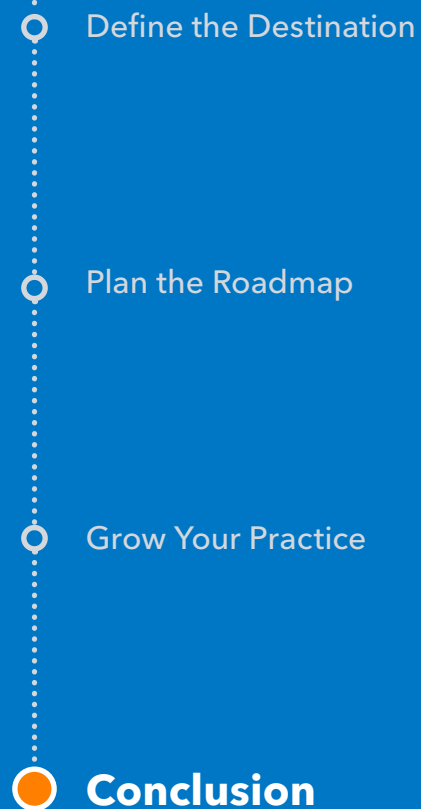 Define the Destination
Plan the Roadmap
Grow Your Practice
Conclusion